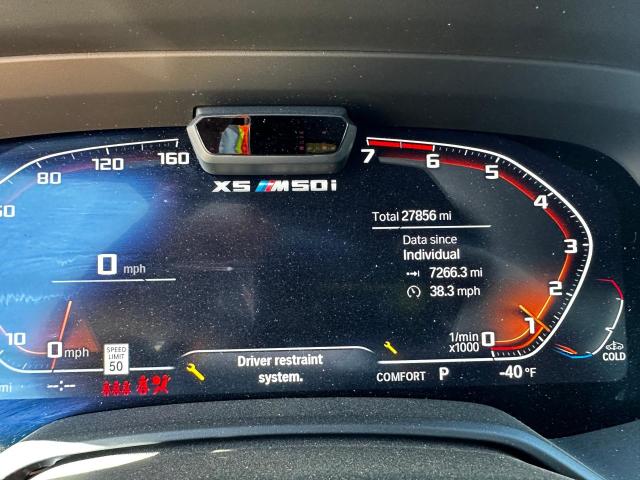 80 120 160
7 6 5 4 3 2 1 0
X5 M50i
Total 27856 mi
Data since
Individual
7266.3 mi
38.3 mph
0 mph
10
0 mph
SPEED
LIMIT
50
Driver restraint
system.
1/min
x1000
COMFORT P
-40 °F
COLD
mi